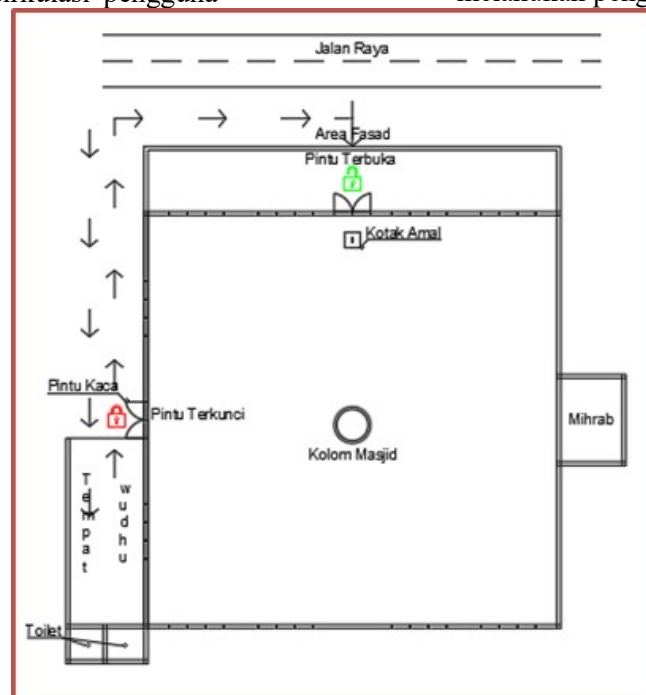 Jalan Raya
Area Fasad
Pintu Terbuka
Kotak Amal
Pintu Kaca
Pintu Terkunci
Mihrab
Kolom Masjid
Tempat
wudhu
Toilet